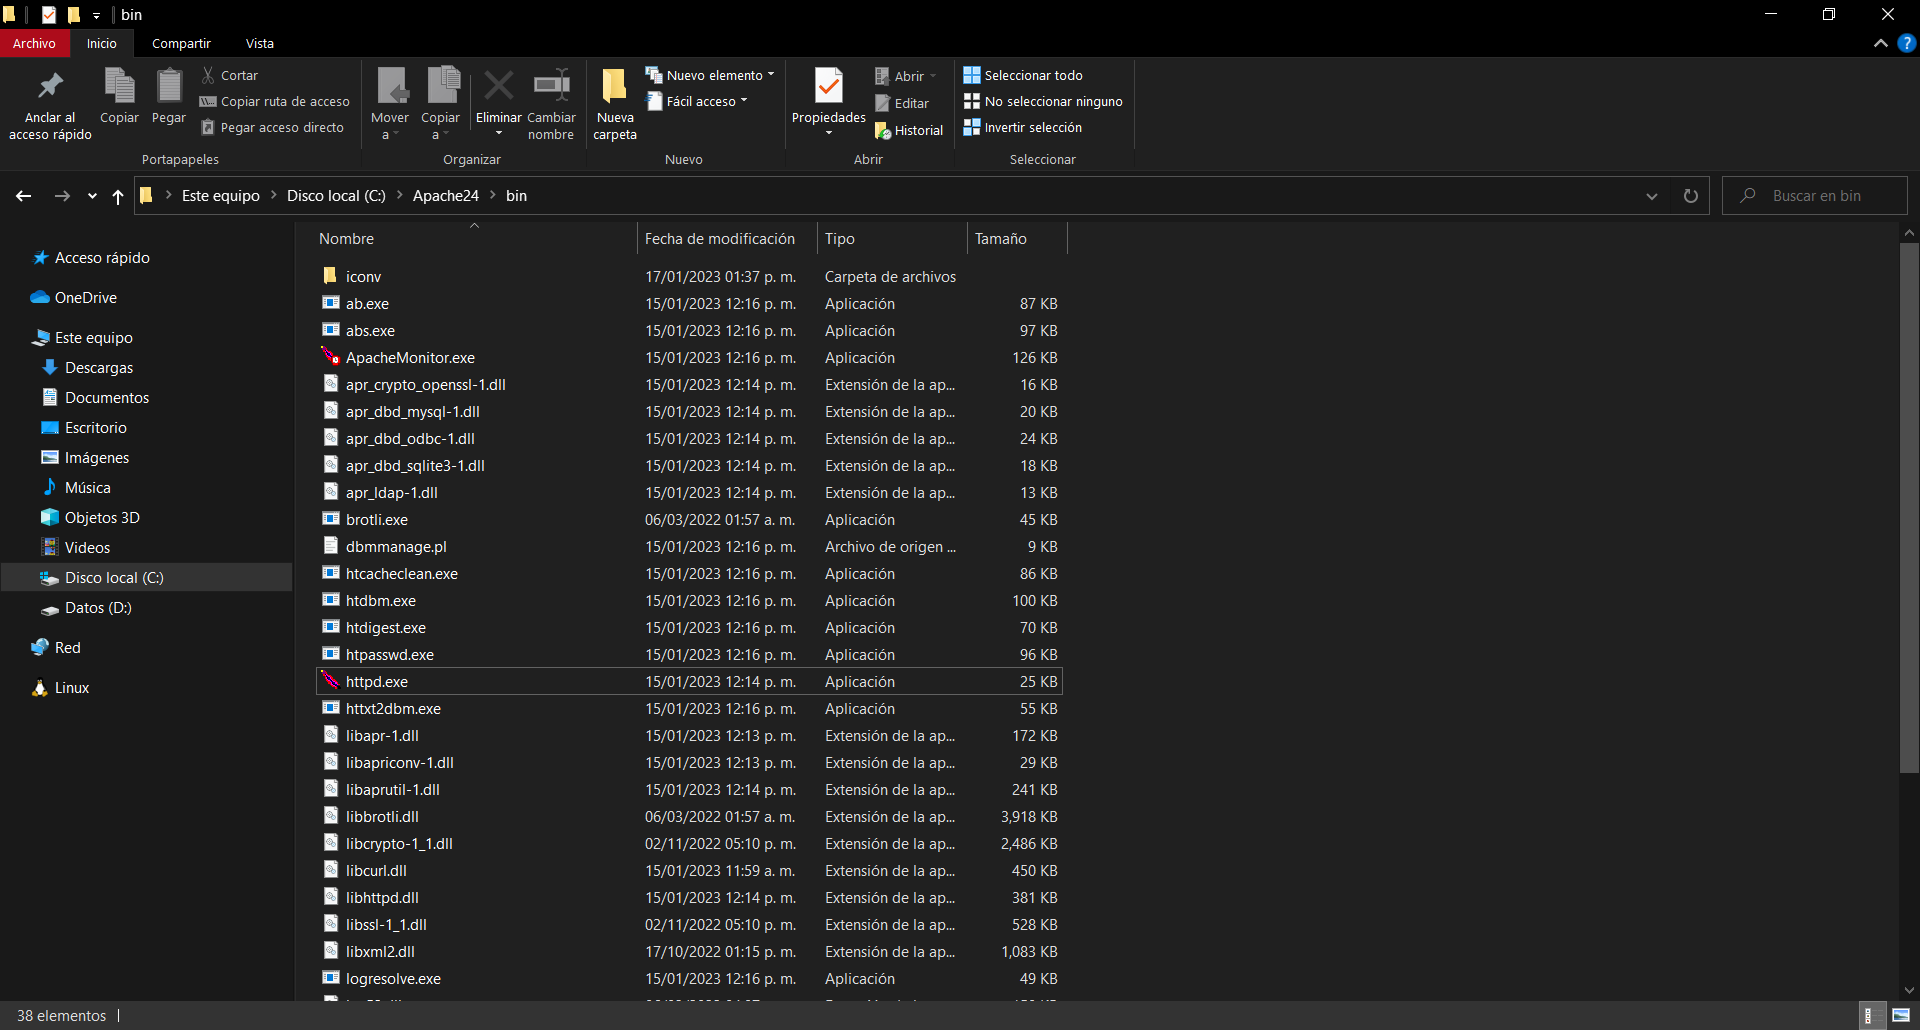 bin
Archivo Inicio Compartir Vista
Anclar al acceso rápido
Copiar
Pegar
Cortar
Copiar ruta de acceso
Pegar acceso directo
Portapapeles
Mover a
Copiar a
Eliminar
Cambiar nombre
Organizar
Nueva carpeta
Nuevo elemento
Fácil acceso
Nuevo
Propiedades
Abrir
Editar
Historial
Abrir
Seleccionar todo
No seleccionar ninguno
Invertir selección
Seleccionar
Este equipo Disco local (C:) Apache24 bin
Buscar en bin
Acceso rápido
OneDrive
Este equipo
Descargas
Documentos
Escritorio
Imágenes
Música
Objetos 3D
Videos
Disco local (C:)
Datos (D:)
Red
Linux
Nombre Fecha de modificación Tipo Tamaño
iconv 17/01/2023 01:37 p. m. Carpeta de archivos
ab.exe 15/01/2023 12:16 p. m. Aplicación 87 KB
abs.exe 15/01/2023 12:16 p. m. Aplicación 97 KB
ApacheMonitor.exe 15/01/2023 12:16 p. m. Aplicación 126 KB
apr_crypto_openssl-1.dll 15/01/2023 12:14 p. m. Extensión de la ap... 16 KB
apr_dbd_mysql-1.dll 15/01/2023 12:14 p. m. Extensión de la ap... 20 KB
apr_dbd_odbc-1.dll 15/01/2023 12:14 p. m. Extensión de la ap... 24 KB
apr_dbd_sqlite3-1.dll 15/01/2023 12:14 p. m. Extensión de la ap... 18 KB
apr_ldap-1.dll 15/01/2023 12:14 p. m. Extensión de la ap... 13 KB
brotli.exe 06/03/2022 01:57 a. m. Aplicación 45 KB
dbmmanage.pl 15/01/2023 12:16 p. m. Archivo de origen ... 9 KB
htcacheclean.exe 15/01/2023 12:16 p. m. Aplicación 86 KB
htdbm.exe 15/01/2023 12:16 p. m. Aplicación 100 KB
htdigest.exe 15/01/2023 12:16 p. m. Aplicación 70 KB
htpasswd.exe 15/01/2023 12:16 p. m. Aplicación 96 KB
httpd.exe 15/01/2023 12:14 p. m. Aplicación 25 KB
httxt2dbm.exe 15/01/2023 12:16 p. m. Aplicación 55 KB
libapr-1.dll 15/01/2023 12:13 p. m. Extensión de la ap... 172 KB
libapriconv-1.dll 15/01/2023 12:13 p. m. Extensión de la ap... 29 KB
libaprutil-1.dll 15/01/2023 12:14 p. m. Extensión de la ap... 241 KB
libbrotli.dll 06/03/2022 01:57 a. m. Extensión de la ap... 3,918 KB
libcrypto-1_1.dll 02/11/2022 05:10 p. m. Extensión de la ap... 2,486 KB
libcurl.dll 15/01/2023 11:59 a. m. Extensión de la ap... 450 KB
libhttpd.dll 15/01/2023 12:14 p. m. Extensión de la ap... 381 KB
libssl-1_1.dll 02/11/2022 05:10 p. m. Extensión de la ap... 528 KB
libxml2.dll 17/10/2022 01:15 p. m. Extensión de la ap... 1,083 KB
logresolve.exe 15/01/2023 12:16 p. m. Aplicación 49 KB
38 elementos